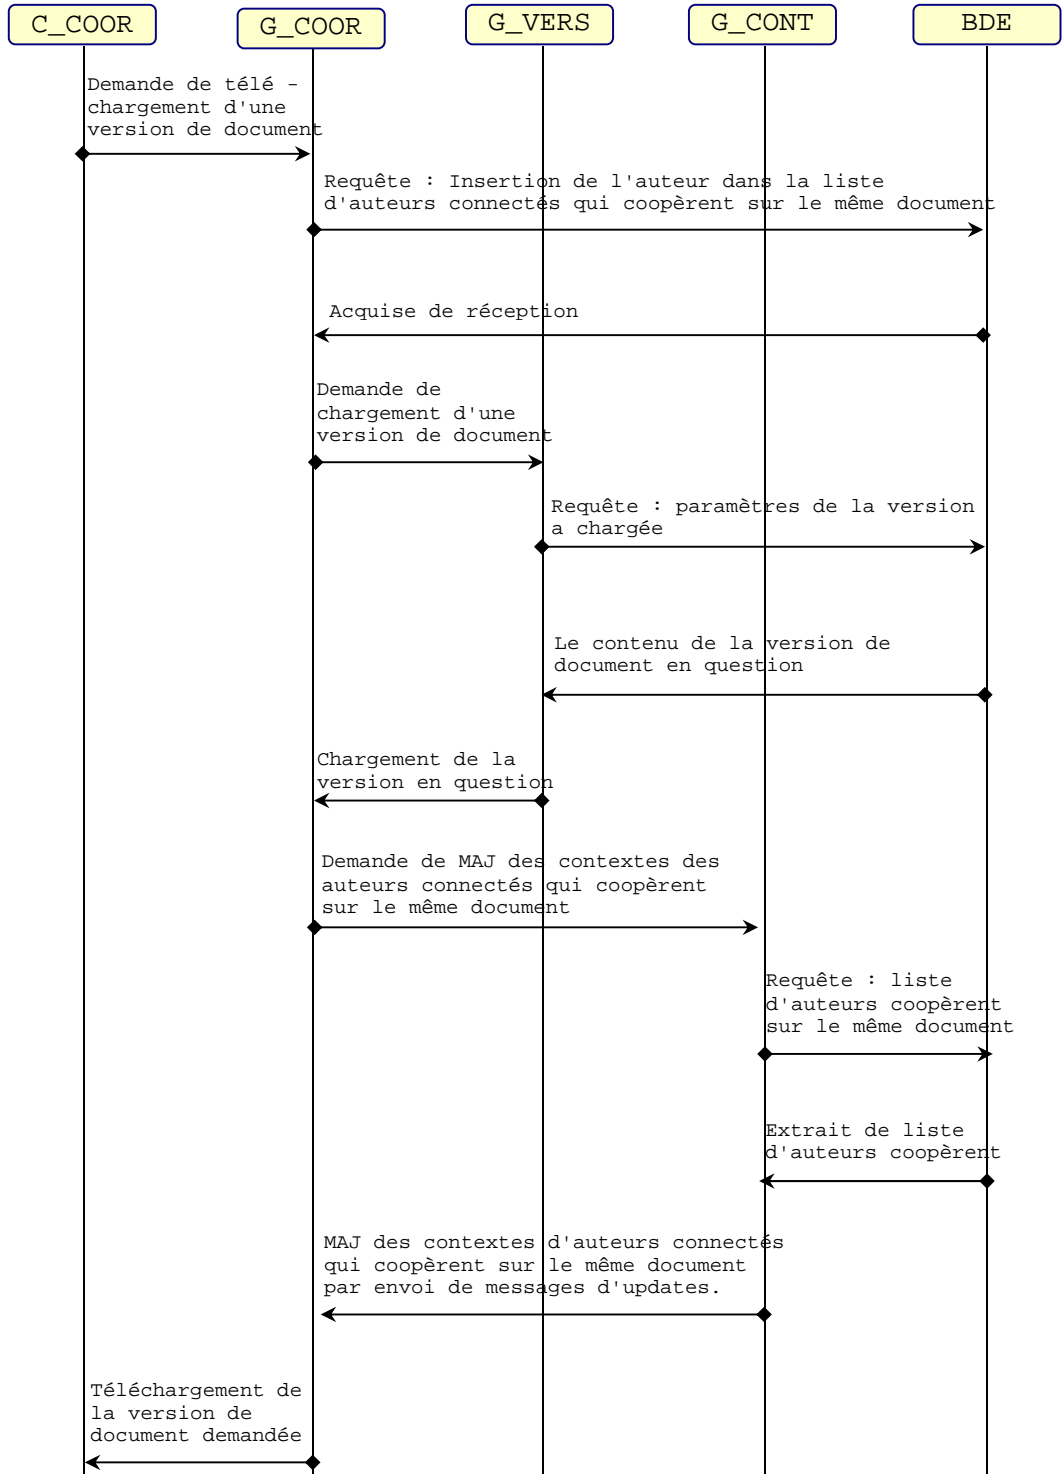 C_COOR
G_COOR
G_VERS
G_CONT
BDE
Demande de télé -
chargement d'une
version de document
Requête : Insertion de l'auteur dans la liste
d'auteurs connectés qui coopèrent sur le même document
Acquise de réception
Demande de
chargement d'une
version de document
Requête : paramètres de la version
a chargée
Le contenu de la version de
document en question
Chargement de la
version en question
Demande de MAJ des contextes des
auteurs connectés qui coopèrent
sur le même document
Requête : liste
d'auteurs coopèrent
sur le même document
Extrait de liste
d'auteurs coopèrent
MAJ des contextes d'auteurs connectés
qui coopèrent sur le même document
par envoi de messages d'updates.
Téléchargement de
la version de
document demandée